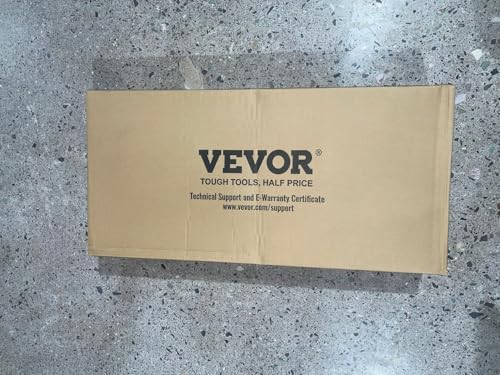 VEVOR®
TOUGH TOOLS, HALF PRICE
Technical Support and E-Warranty Certificate
www.vevor.com/support